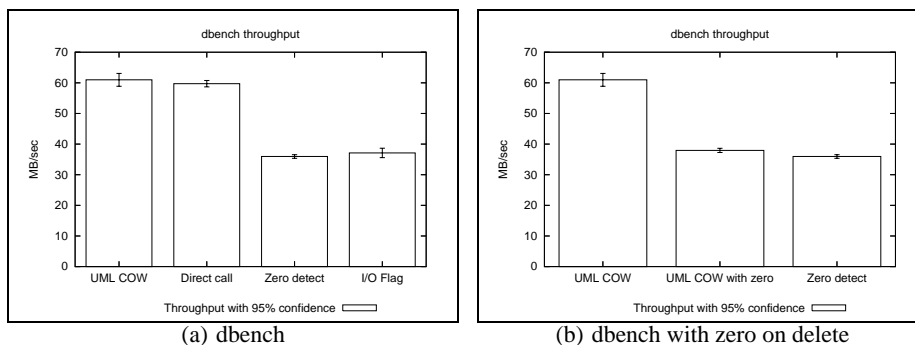 dbench throughput
70
60
50
40
30
20
10
0
MB/sec
UML COW Direct call Zero detect I/O Flag
Throughput with 95% confidence
(a) dbench
dbench throughput
70
60
50
40
30
20
10
0
MB/sec
UML COW UML COW with zero Zero detect
Throughput with 95% confidence
(b) dbench with zero on delete